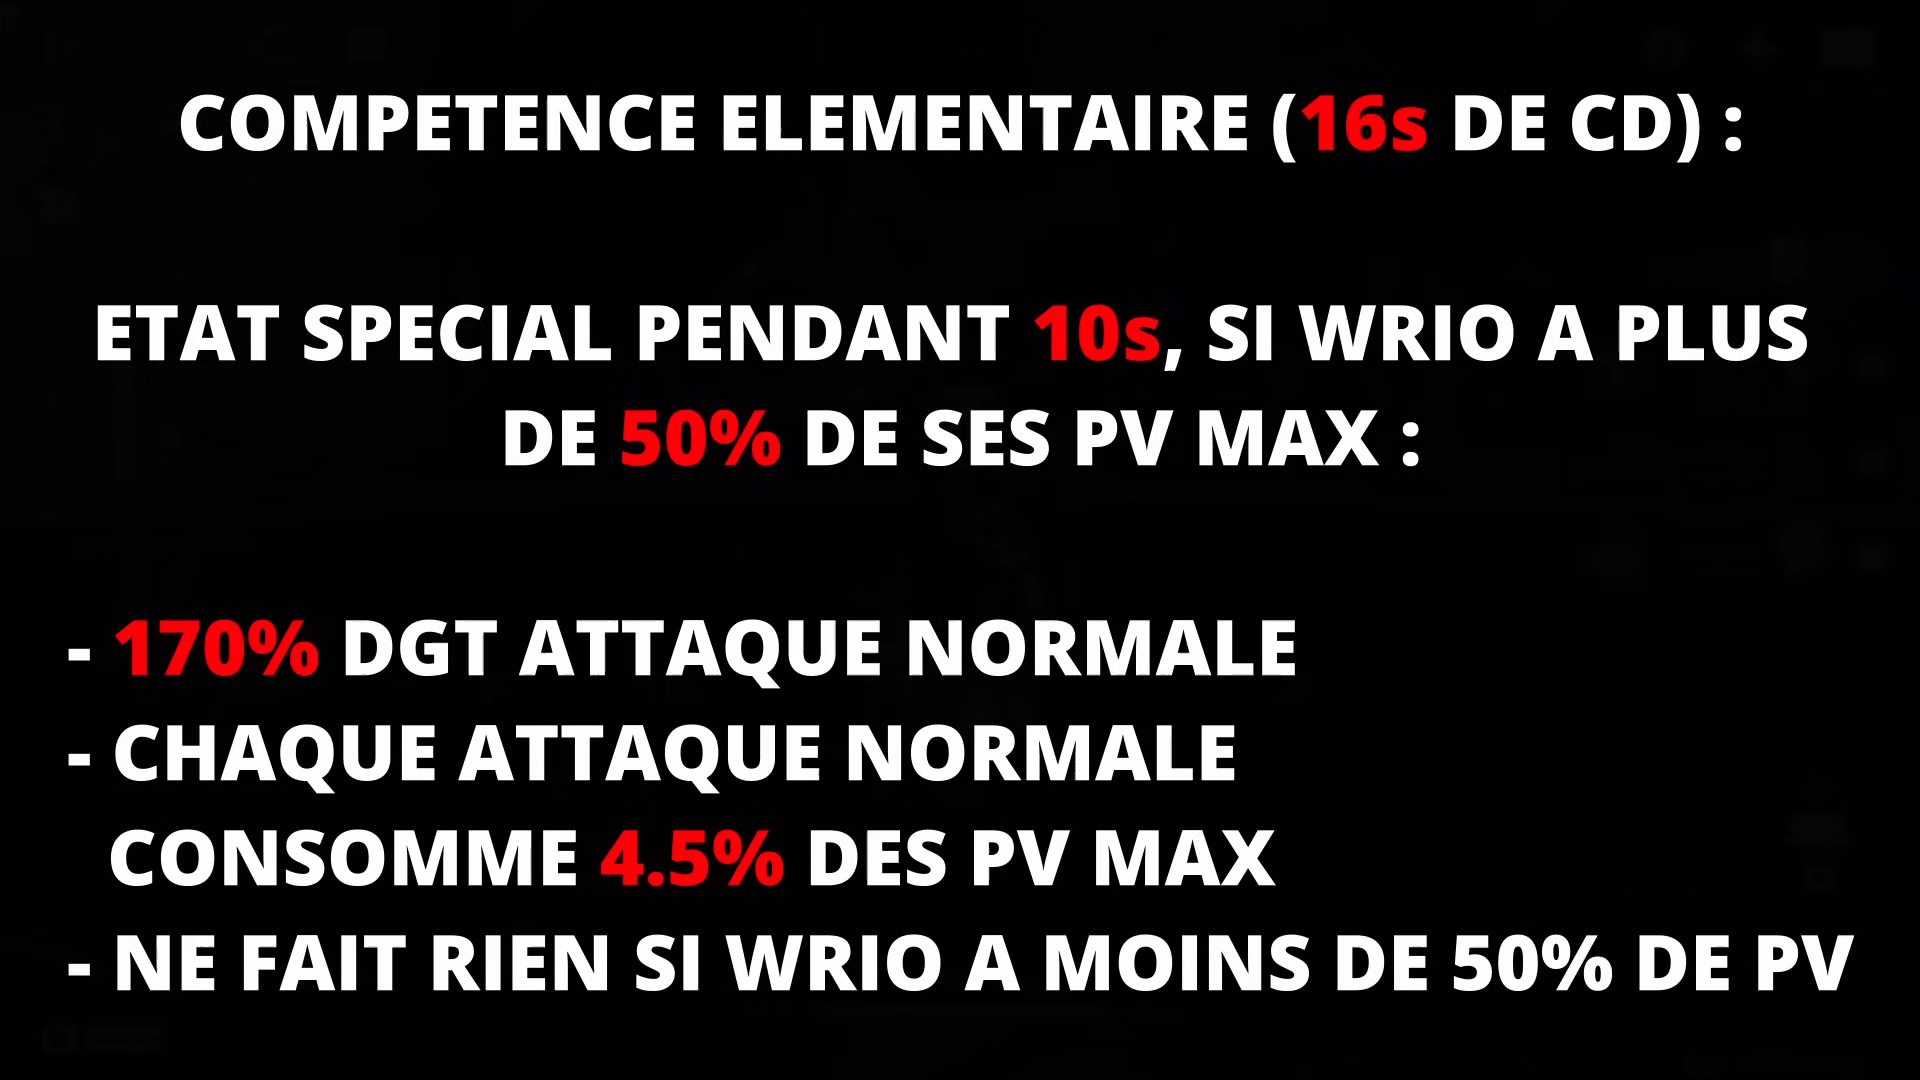 COMPETENCE ELEMENTAIRE (16s DE CD) :
ETAT SPECIAL PENDANT 10s, SI WRIO A PLUS
DE 50% DE SES PV MAX :
- 170% DGT ATTAQUE NORMALE
- CHAQUE ATTAQUE NORMALE
CONSOMME 4.5% DES PV MAX
- NE FAIT RIEN SI WRIO A MOINS DE 50% DE PV